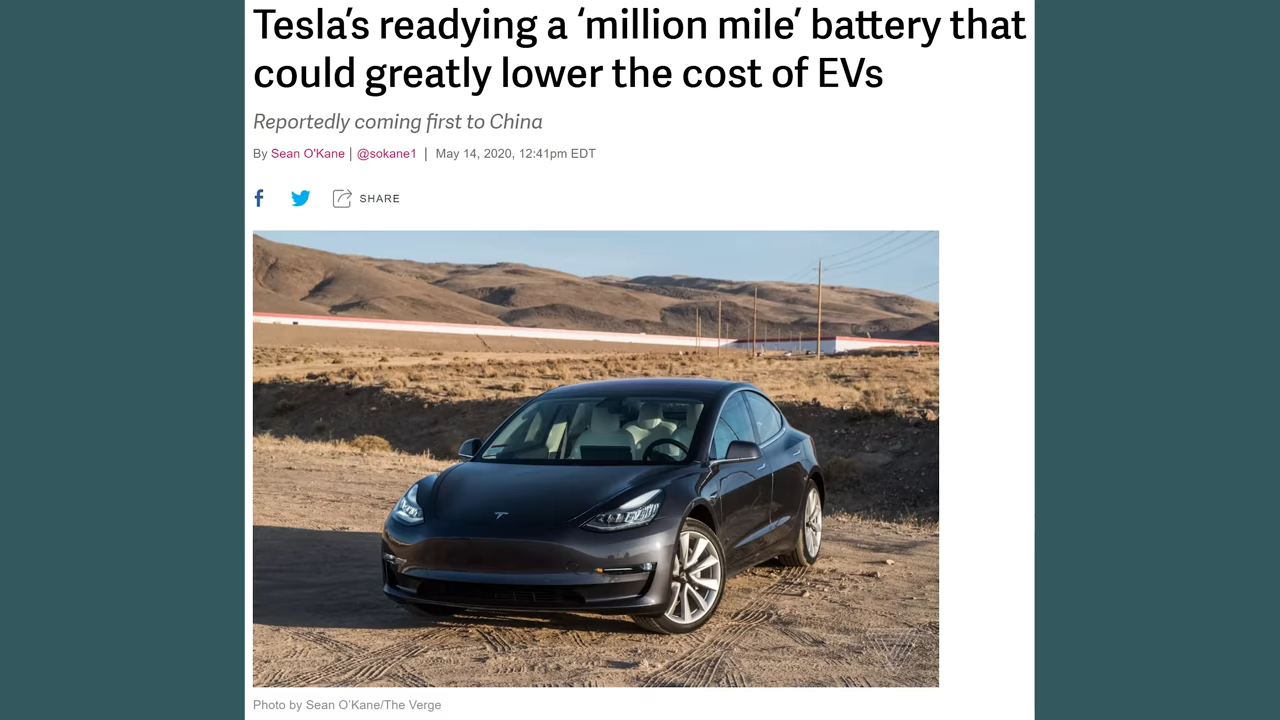 Tesla’s readying a ‘million mile’ battery that
could greatly lower the cost of EVs
Reportedly coming first to China
By Sean O'Kane | @sokane1 | May 14, 2020, 12:41pm EDT
SHARE
Photo by Sean O’Kane/The Verge